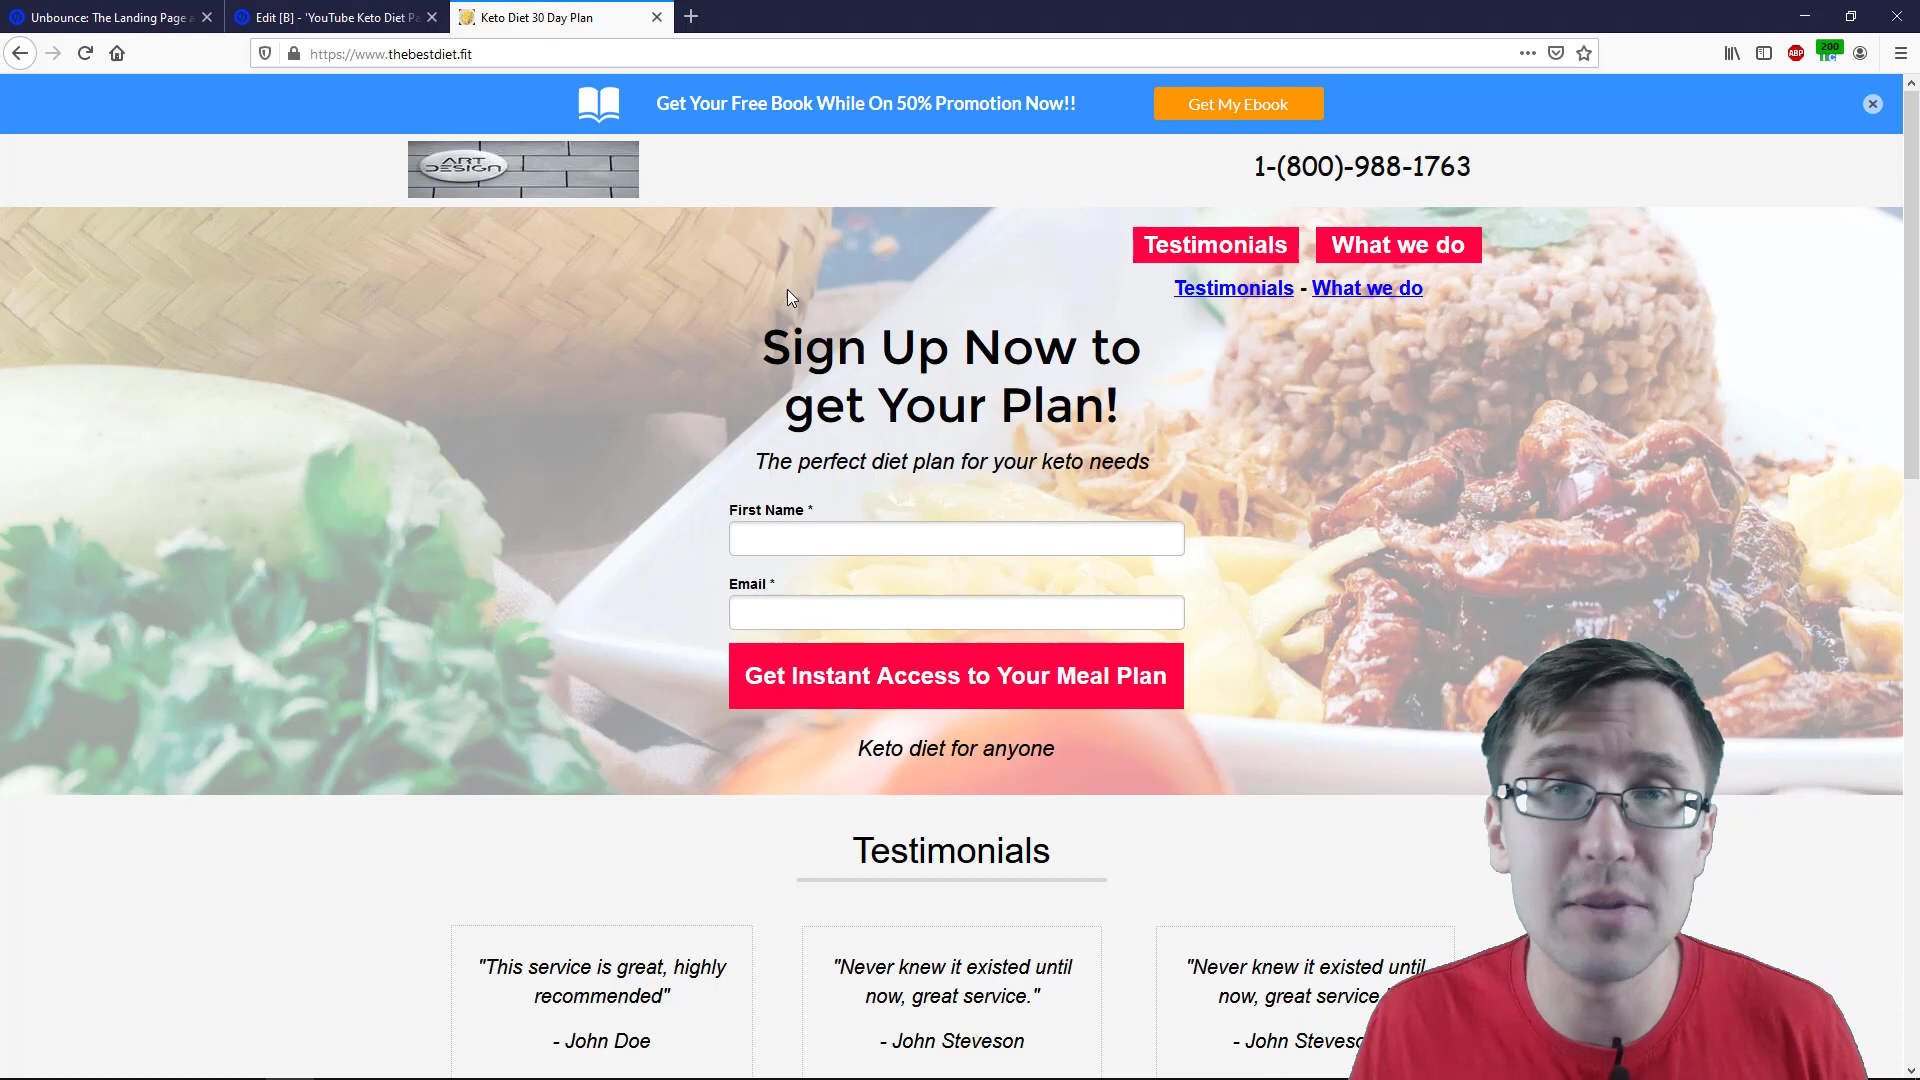 Unbounce: The Landing Page a
Edit [B] - 'YouTube Keto Diet Pa
Keto Diet 30 Day Plan
https://www.thebestdiet.fit
ABP
200
Get Your Free Book While On 50% Promotion Now!!
Get My Ebook
ART
DESIGN
1-(800)-988-1763
Testimonials
What we do
Testimonials - What we do
Sign Up Now to
get Your Plan!
The perfect diet plan for your keto needs
First Name *
Email *
Get Instant Access to Your Meal Plan
Keto diet for anyone
Testimonials
"This service is great, highly
recommended"
- John Doe
"Never knew it existed until
now, great service."
- John Steveson
"Never knew it existed until
now, great service
- John Steveso